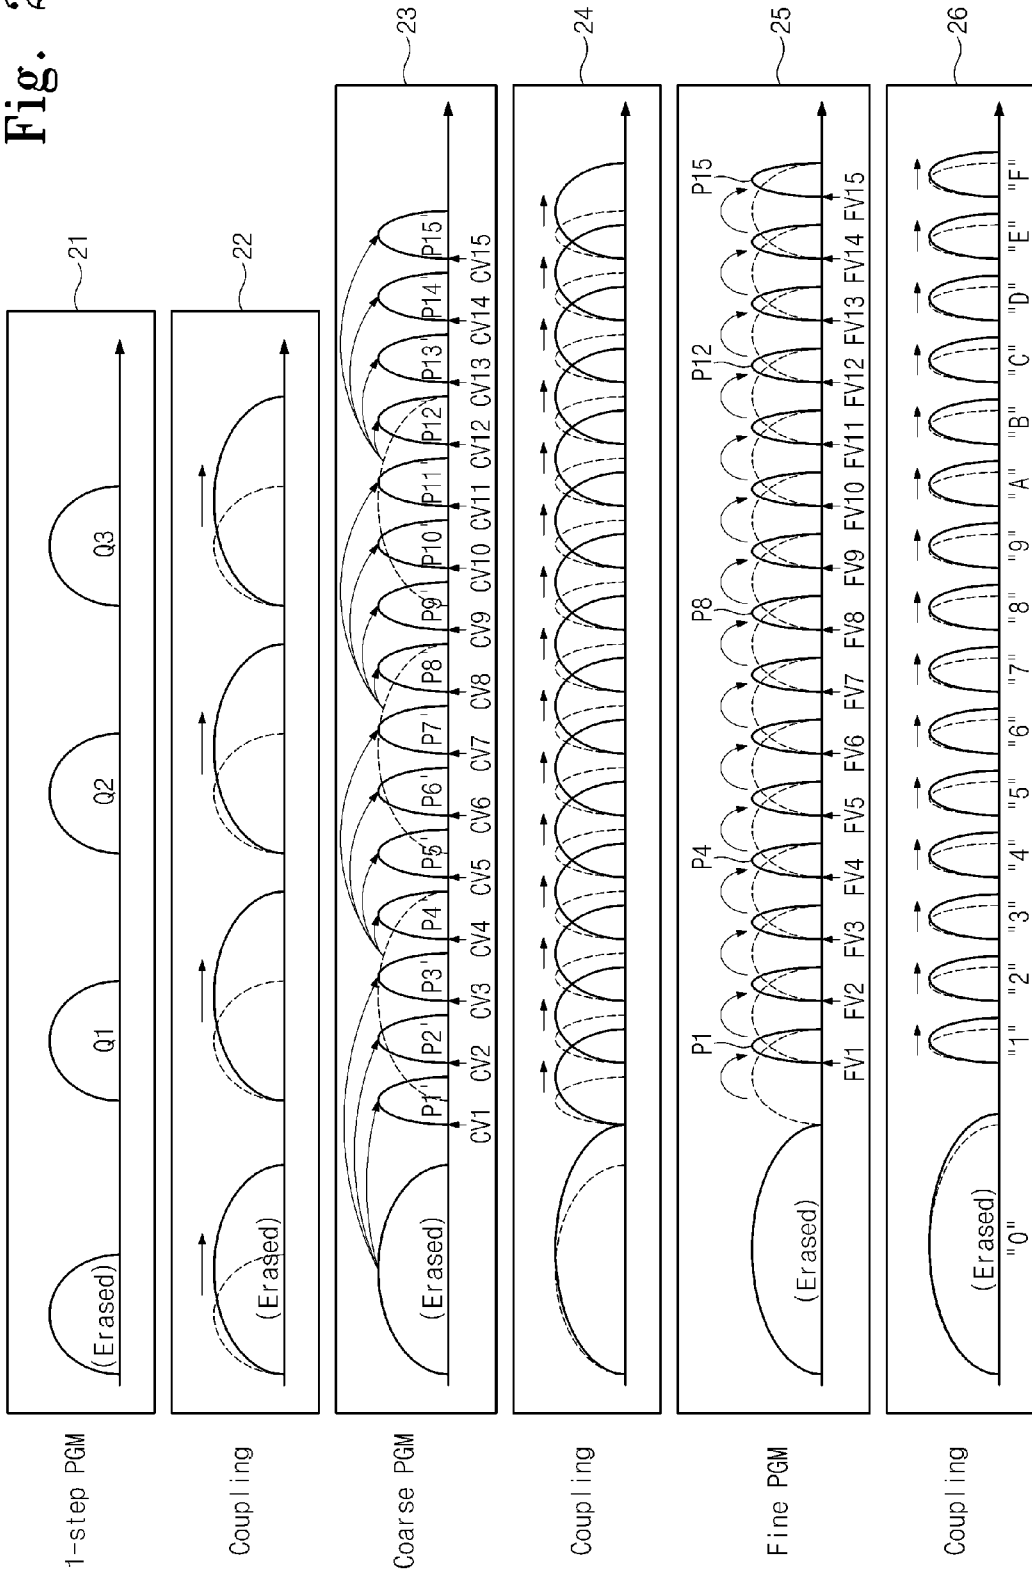 Fig.
1-step PGM
(Erased) Q1 Q2 Q3
21
Coupling
(Erased)
22
Coarse PGM
(Erased) P1' P2' P3' P4' P5' P6' P7' P8' P9' P10' P11' P12' P13' P14' P15'
CV1 CV2 CV3 CV4 CV5 CV6 CV7 CV8 CV9 CV10 CV11 CV12 CV13 CV14 CV15
23
Coupling
24
Fine PGM
P1 P4 P8 P12 P15
(Erased)
FV1 FV2 FV3 FV4 FV5 FV6 FV7 FV8 FV9 FV10 FV11 FV12 FV13 FV14 FV15
25
Coupling
(Erased)
"0" "1" "2" "3" "4" "5" "6" "7" "8" "9" "A" "B" "C" "D" "E" "F"
26